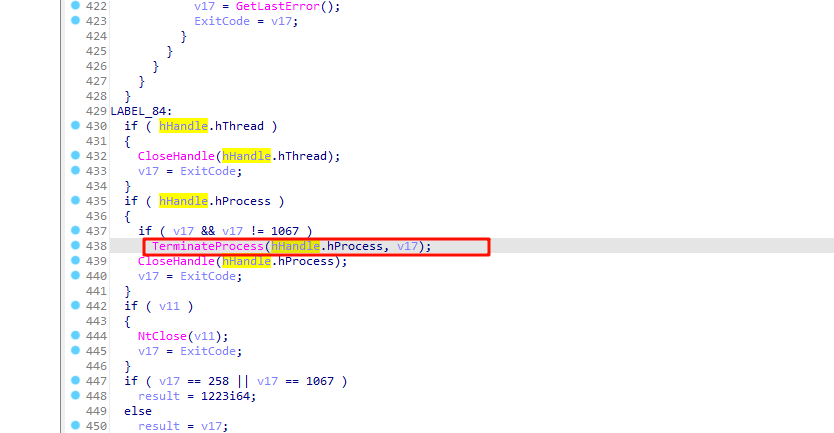 422 v17 = GetLastError();
423 ExitCode = v17;
424 }
425 }
426 }
427 }
428 }
429 LABEL_84:
430 if ( hHandle.hThread )
431 {
432 CloseHandle(hHandle.hThread);
433 v17 = ExitCode;
434 }
435 if ( hHandle.hProcess )
436 {
437 if ( v17 && v17 != 1067 )
438 TerminateProcess(hHandle.hProcess, v17);
439 CloseHandle(hHandle.hProcess);
440 v17 = ExitCode;
441 }
442 if ( v11 )
443 {
444 NtClose(v11);
445 v17 = ExitCode;
446 }
447 if ( v17 == 258 || v17 == 1067 )
448 result = 1223i64;
449 else
450 result = v17;